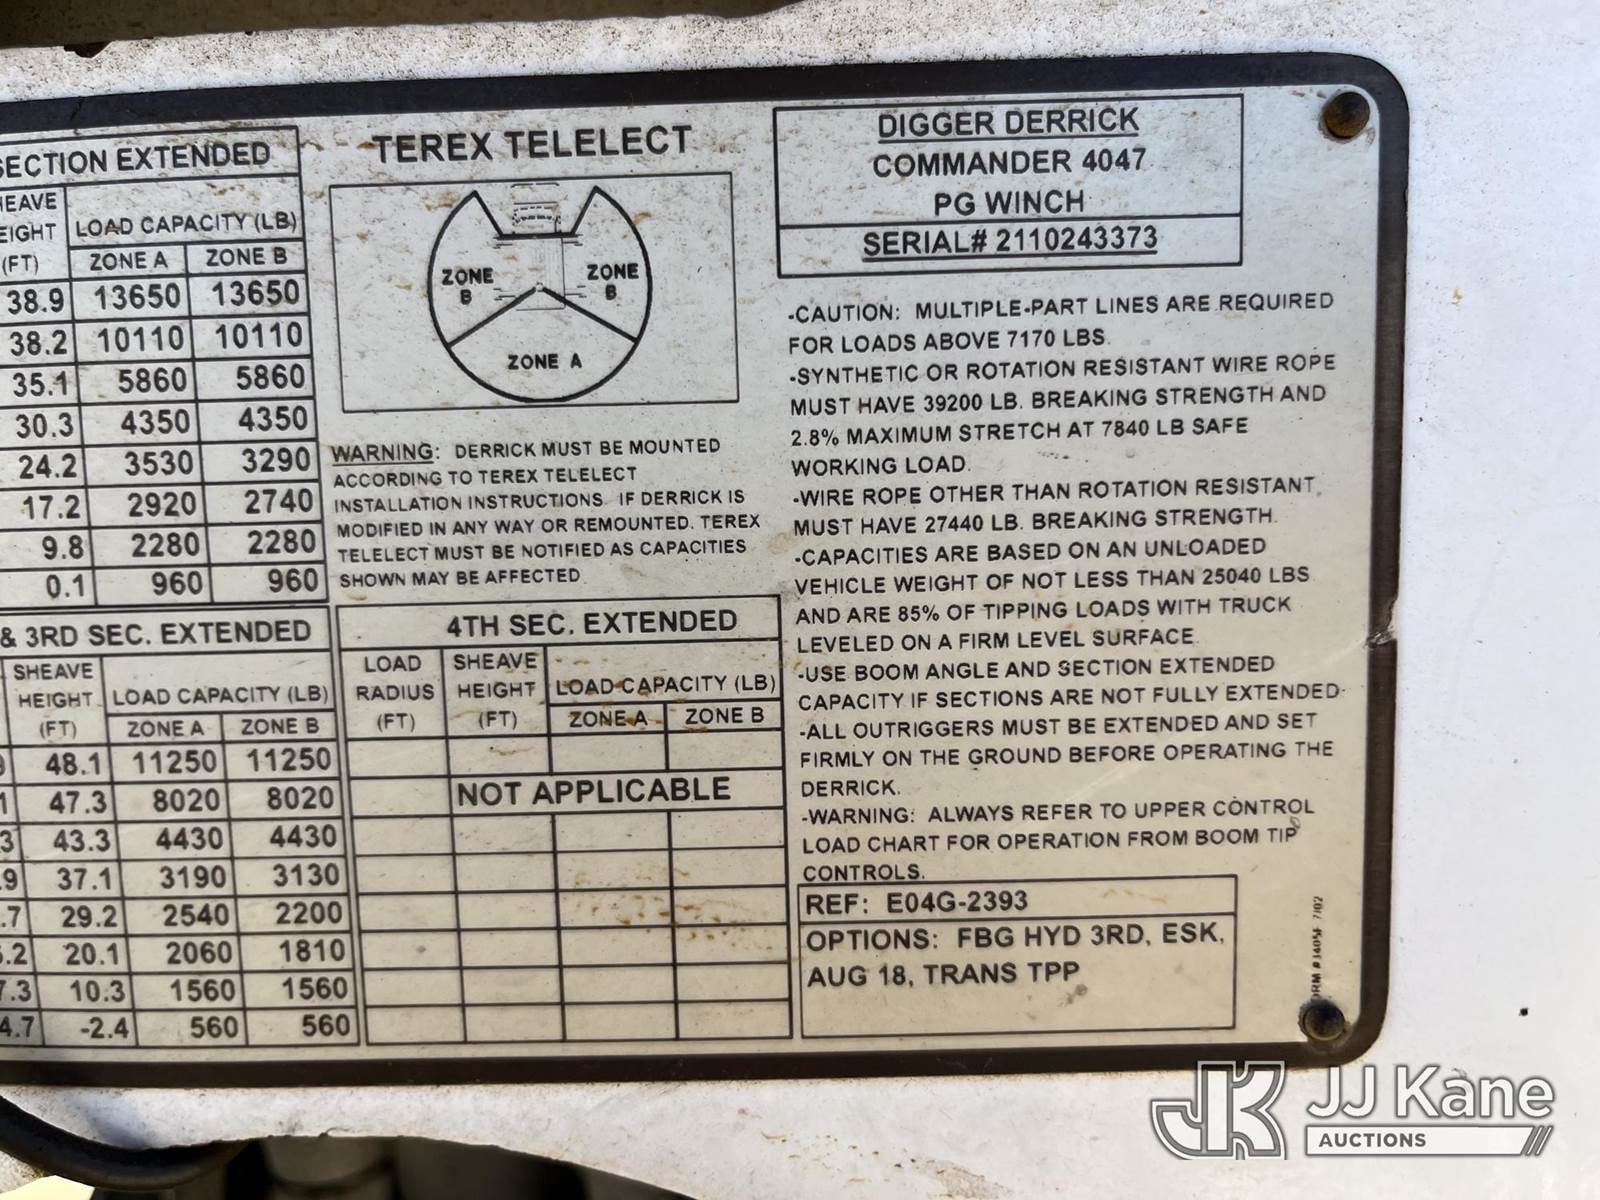 SECTION EXTENDED
LOAD CAPACITY (LB)
(FT) ZONE A ZONE B
38.9 13650 13650
38.2 10110 10110
35.1 5860 5860
30.3 4350 4350
24.2 3530 3290
17.2 2920 2740
9.8 2280 2280
0.1 960 960
& 3RD SEC. EXTENDED
SHEAVE
HEIGHT LOAD CAPACITY (LB)
(FT) ZONE A ZONE B
48.1 11250 11250
47.3 8020 8020
43.3 4430 4430
37.1 3190 3130
29.2 2540 2200
20.1 2060 1810
10.3 1560 1560
-2.4 560 560
TEREX TELELECT
ZONE B
ZONE B
ZONE A
WARNING: DERRICK MUST BE MOUNTED
ACCORDING TO TEREX TELELECT
INSTALLATION INSTRUCTIONS. IF DERRICK IS
MODIFIED IN ANY WAY OR REMOUNTED. TEREX
TELELECT MUST BE NOTIFIED AS CAPACITIES
SHOWN MAY BE AFFECTED.
4TH SEC. EXTENDED
LOAD SHEAVE
RADIUS HEIGHT LOAD CAPACITY (LB)
(FT) (FT) ZONE A ZONE B
NOT APPLICABLE
DIGGER DERRICK
COMMANDER 4047
PG WINCH
SERIAL# 2110243373
-CAUTION: MULTIPLE-PART LINES ARE REQUIRED
FOR LOADS ABOVE 7170 LBS.
-SYNTHETIC OR ROTATION RESISTANT WIRE ROPE
MUST HAVE 39200 LB. BREAKING STRENGTH AND
2.8% MAXIMUM STRETCH AT 7840 LB SAFE
WORKING LOAD.
-WIRE ROPE OTHER THAN ROTATION RESISTANT
MUST HAVE 27440 LB. BREAKING STRENGTH.
-CAPACITIES ARE BASED ON AN UNLOADED
VEHICLE WEIGHT OF NOT LESS THAN 25040 LBS
AND ARE 85% OF TIPPING LOADS WITH TRUCK
LEVELED ON A FIRM LEVEL SURFACE.
-USE BOOM ANGLE AND SECTION EXTENDED
CAPACITY IF SECTIONS ARE NOT FULLY EXTENDED.
-ALL OUTRIGGERS MUST BE EXTENDED AND SET
FIRMLY ON THE GROUND BEFORE OPERATING THE
DERRICK.
-WARNING: ALWAYS REFER TO UPPER CONTROL
LOAD CHART FOR OPERATION FROM BOOM TIP
CONTROLS.
REF: E04G-2393
OPTIONS: FBG HYD 3RD, ESK,
AUG 18, TRANS TPP
7/02
JK JJ Kane
AUCTIONS